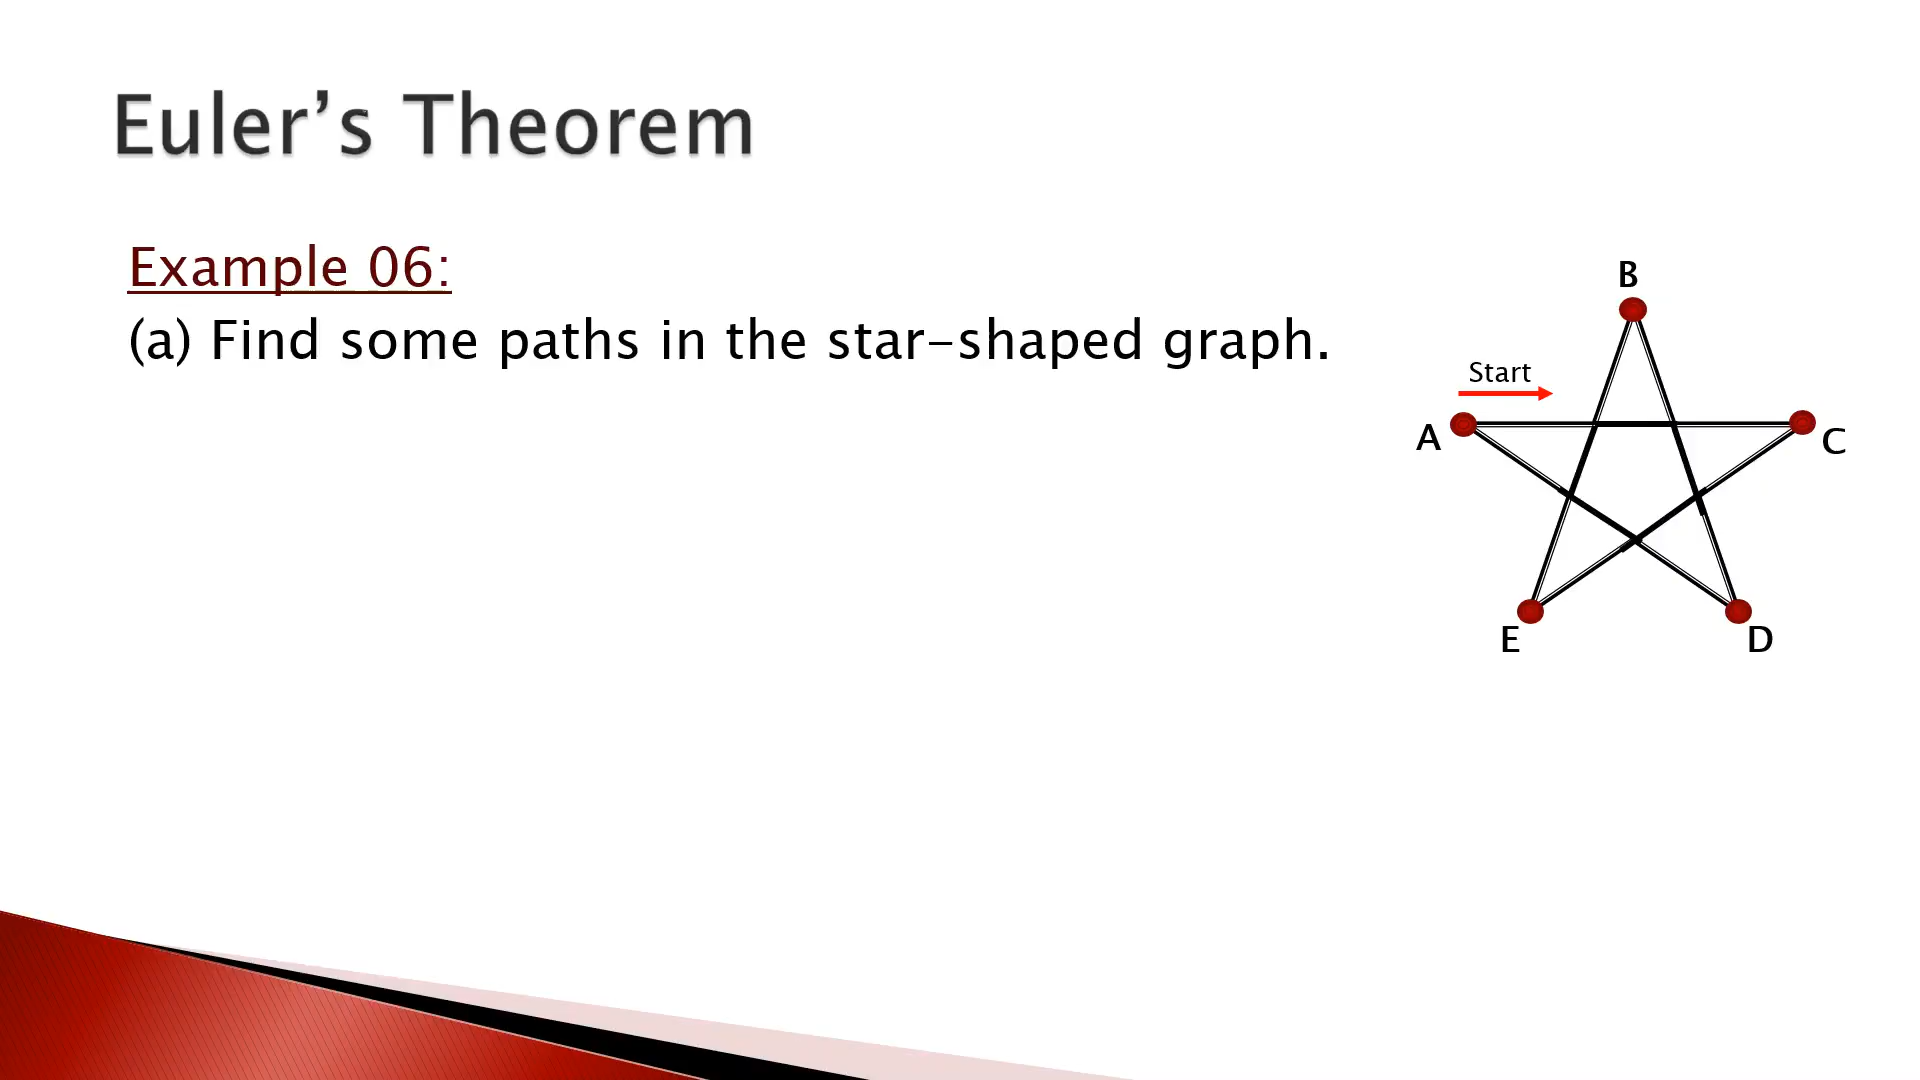 Euler’s Theorem
Example 06:
(a) Find some paths in the star-shaped graph.
B
Start
A
C
E
D